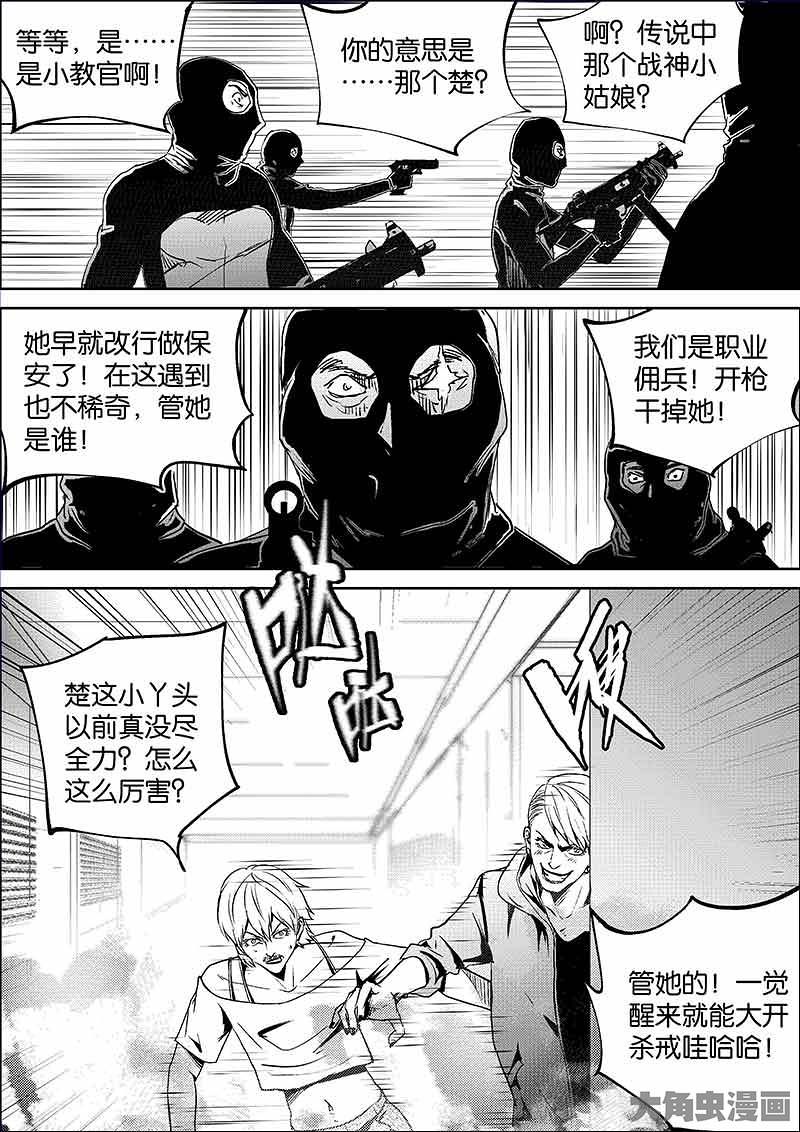 等等，是……
是小教官啊！
你的意思是
……那个楚？
啊？传说中
那个战神小
姑娘？
她早就改行做保
安了！在这遇到
也不稀奇，管她
是谁！
我们是职业
佣兵！开枪
干掉她！
楚这小丫头
以前真没尽
全力？怎么
这么厉害？
管她的！一觉
醒来就能大开
杀戒哇哈哈！
大角虫漫画